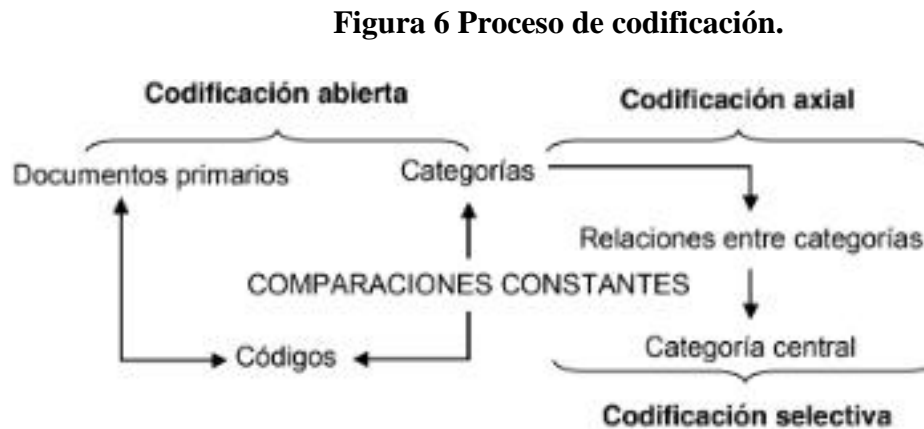 Figura 6 Proceso de codificación.
Codificación abierta
Codificación axial
Documentos primarios
Categorías
Relaciones entre categorías
COMPARACIONES CONSTANTES
Códigos
Categoría central
Codificación selectiva